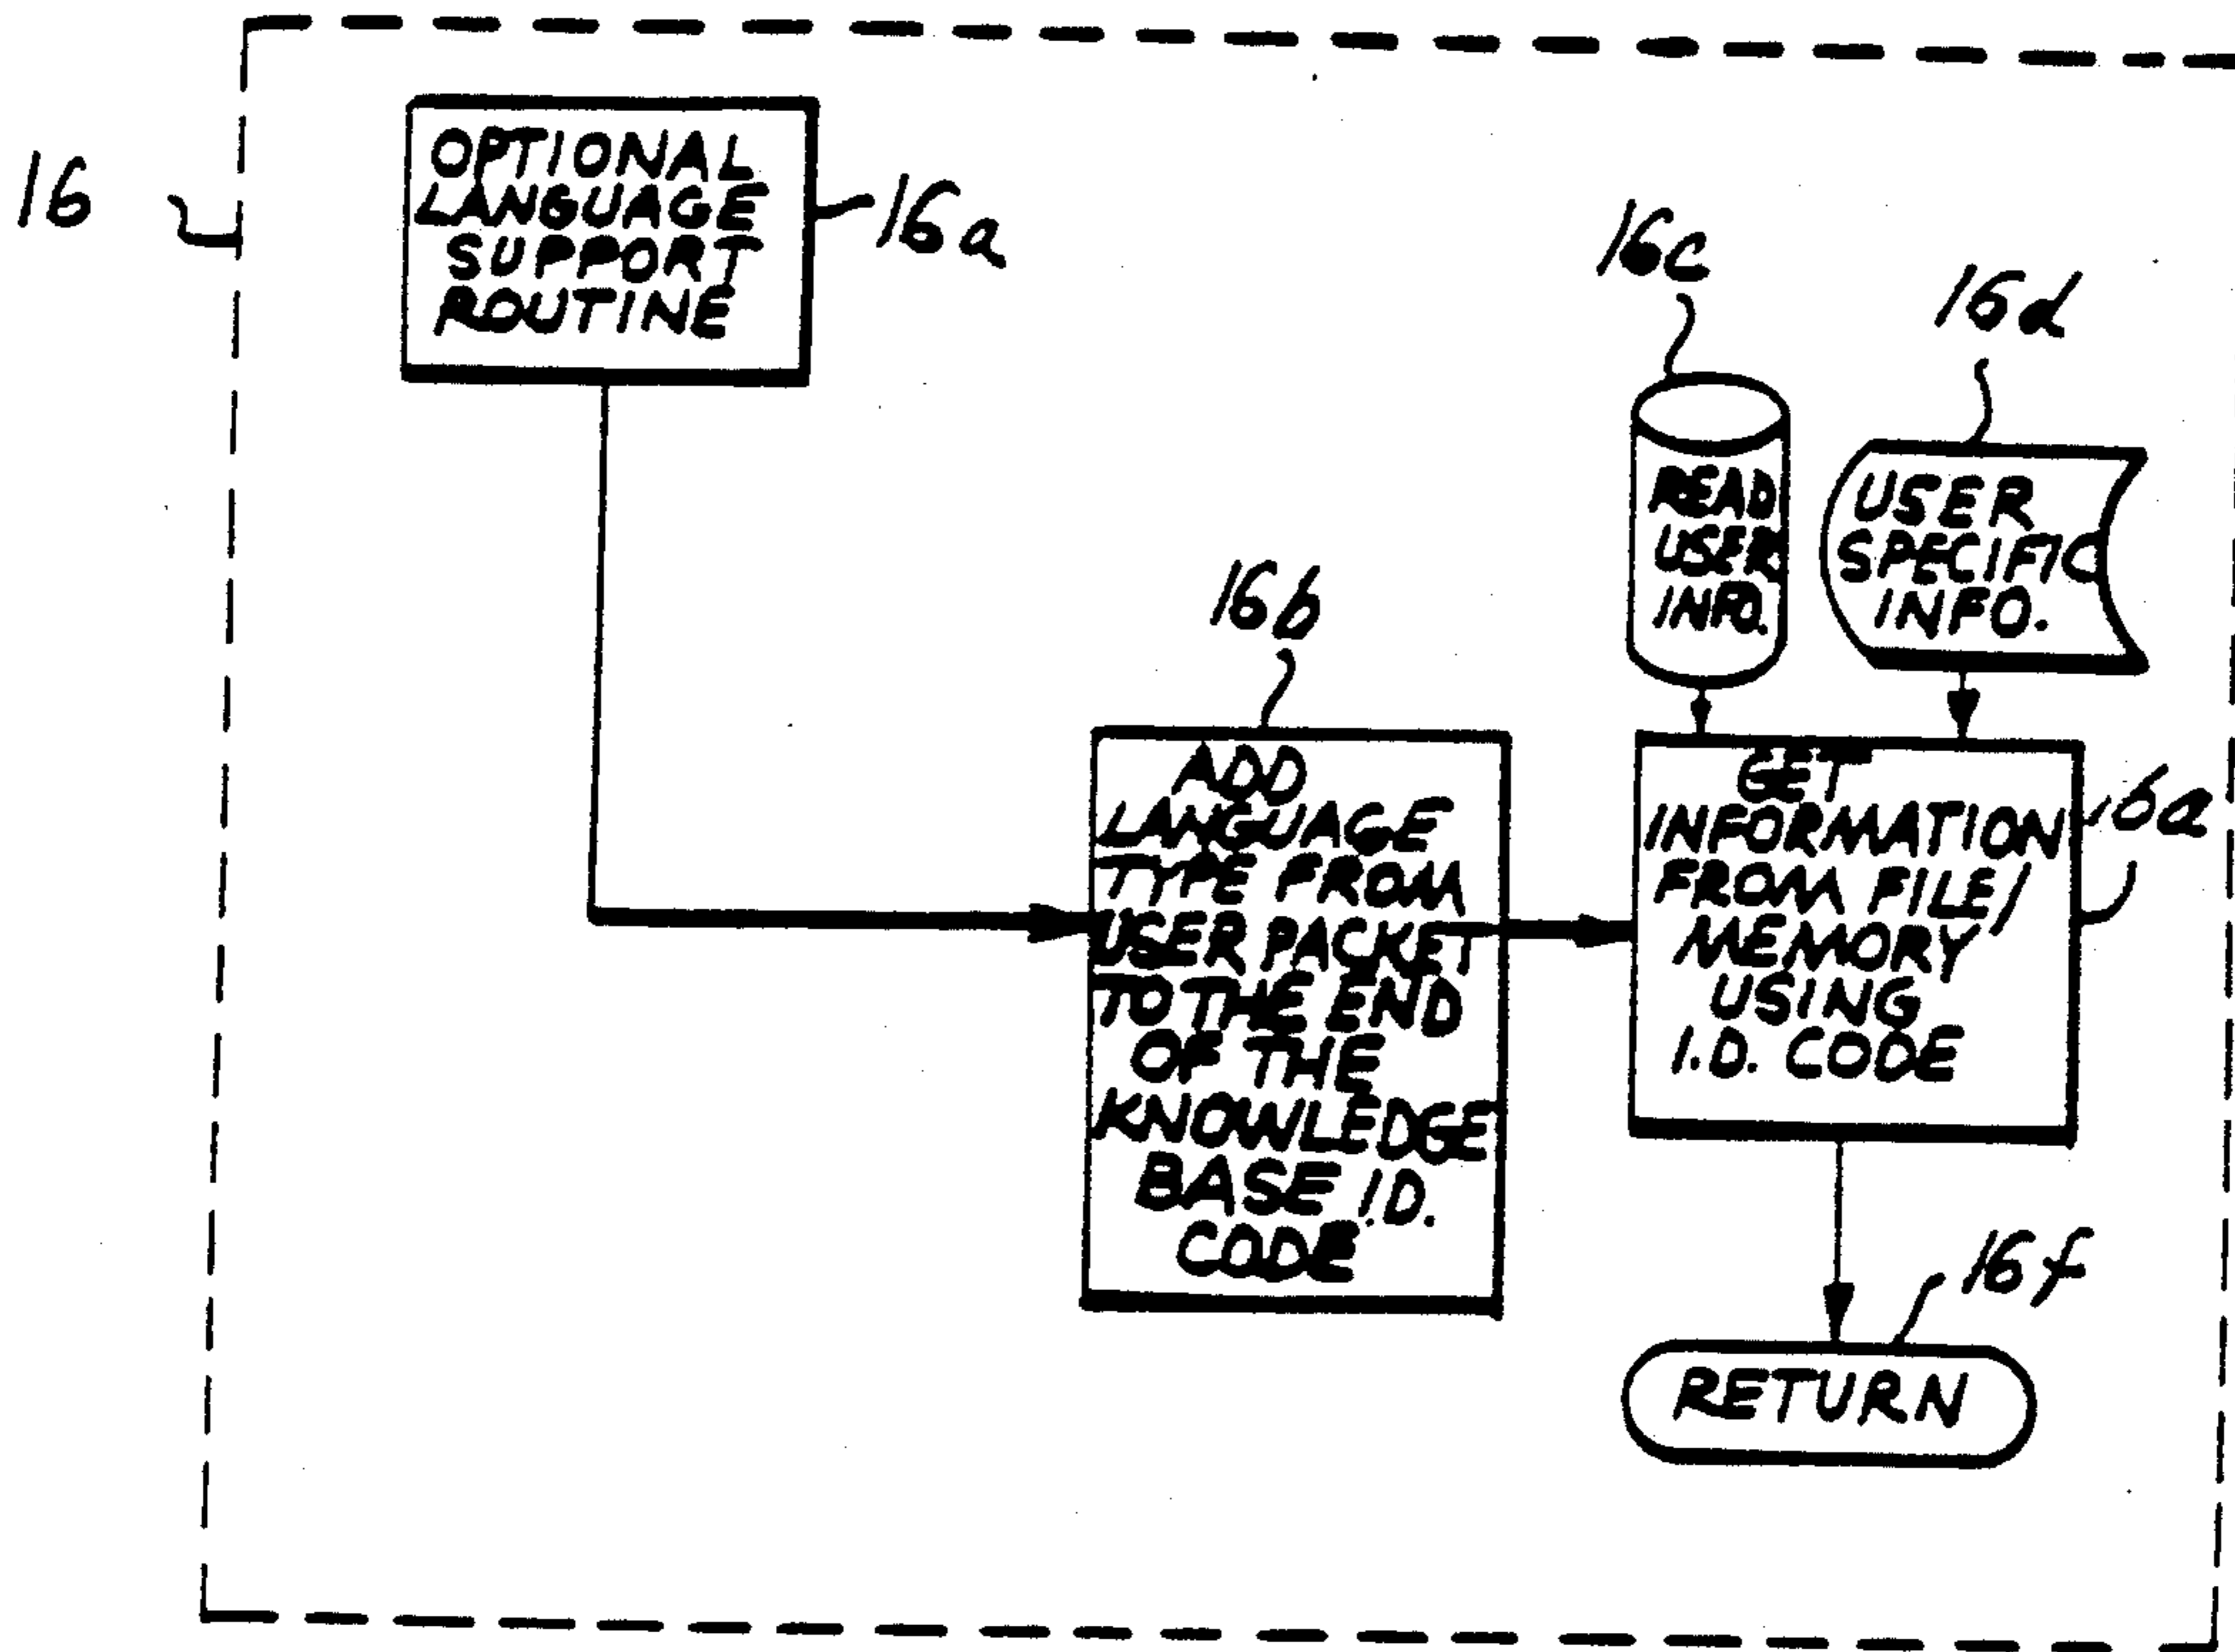 16
OPTIONAL
LANGUAGE
SUPPORT
ROUTINE
16a
16c
16d
READ
USER
INFO.
USER
SPECIFIC
INFO.
16b
ADD
LANGUAGE
TYPE FROM
USER PACKET
TO THE END
OF THE
KNOWLEDGE
BASE I.D.
CODE
GET
INFORMATION
FROM FILE/
MEMORY
USING
I.D. CODE
16f
RETURN